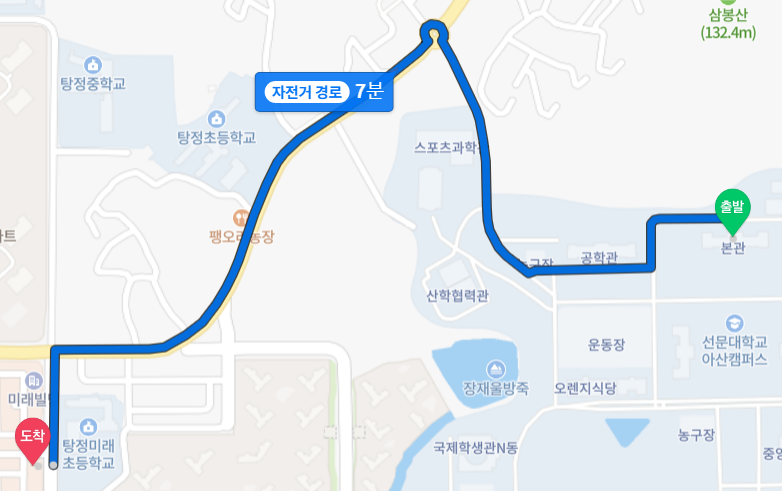 삼봉산
(132.4m)
탕정중학교
자전거 경로 7분
탕정초등학교
스포츠과학
출발
팽오리농장
본관
농구장
공학관
산학협력관
운동장
선문대학교
아산캠퍼스
장재울방죽
오렌지식당
미래빌
도착
탕정미래
초등학교
국제학생관N동
농구장
중앙